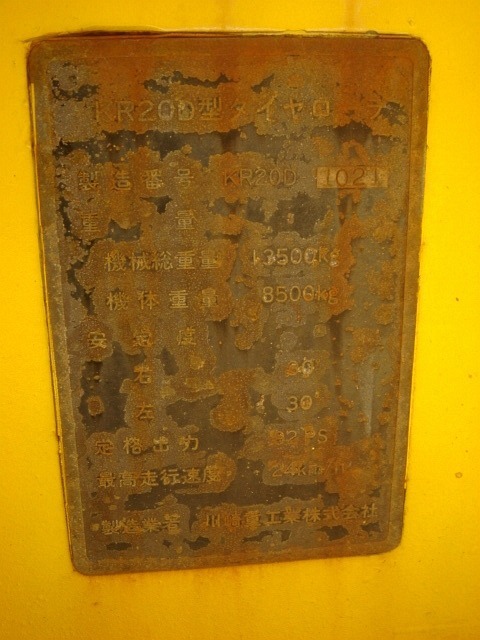 KR20D型タイヤローラ
製造番号 KR20D 1021
重量
機械総重量 13500kg
機体重量 8500kg
安定度
右
左 30°
定格出力 92PS
最高走行速度
製造業者 川崎重工業株式会社